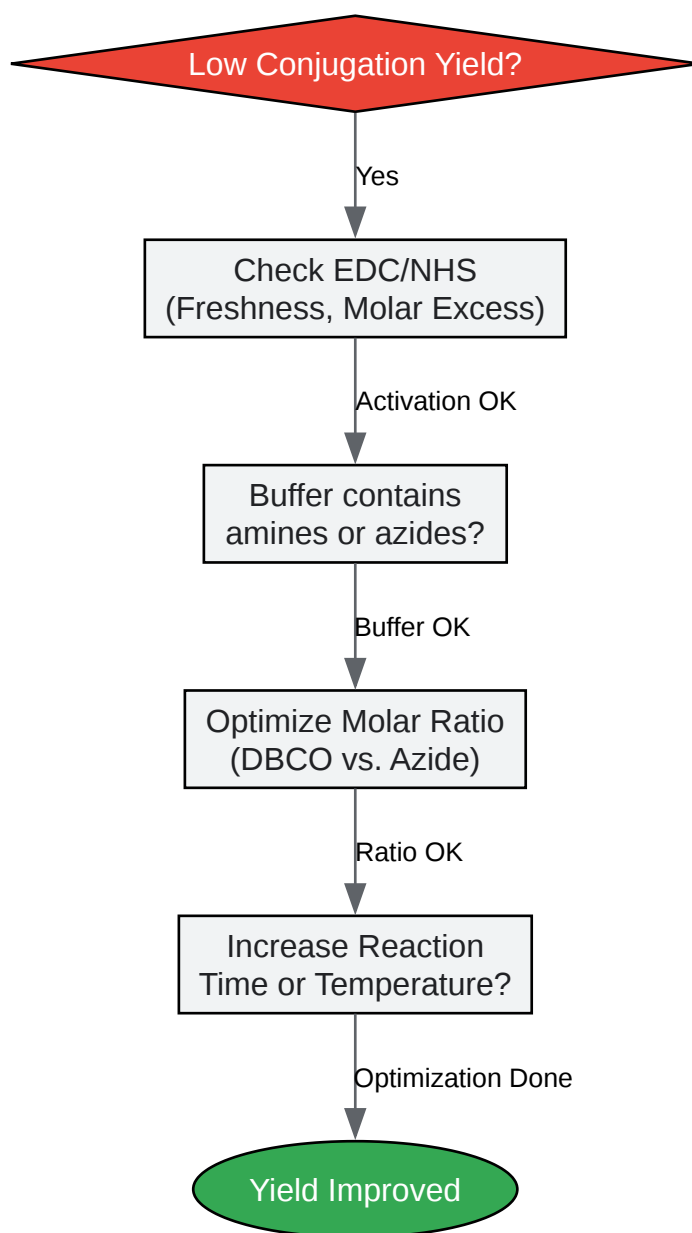 Low Conjugation Yield?
Yes
Check EDC/NHS
(Freshness, Molar Excess)
Activation OK
Buffer contains
amines or azides?
Buffer OK
Optimize Molar Ratio
(DBCO vs. Azide)
Ratio OK
Increase Reaction
Time or Temperature?
Optimization Done
Yield Improved